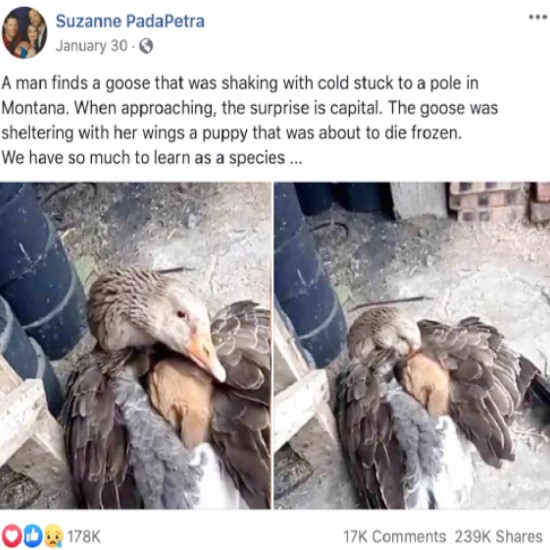 Suzanne PadaPetra
January 30 ·
A man finds a goose that was shaking with cold stuck to a pole in
Montana. When approaching, the surprise is capital. The goose was
sheltering with her wings a puppy that was about to die frozen.
We have so much to learn as a species ...
178K
17K Comments 239K Shares